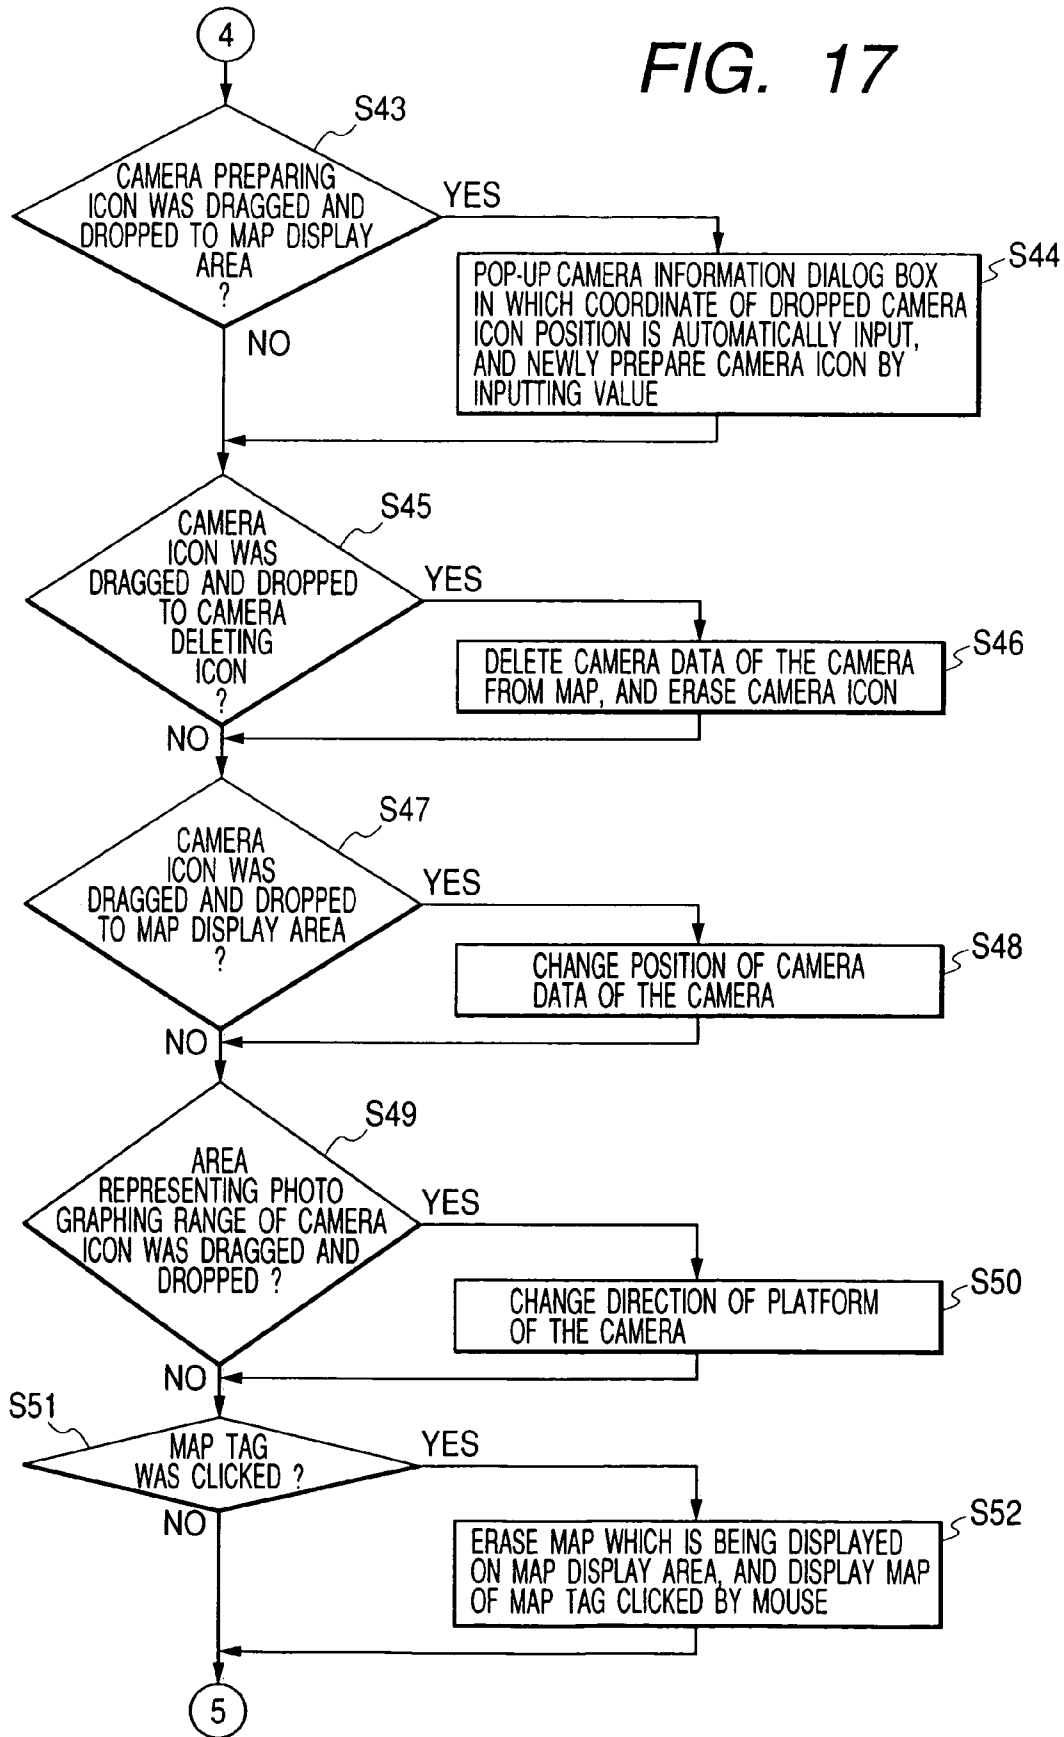 4
FIG. 17
S43
CAMERA PREPARING
ICON WAS DRAGGED AND
DROPPED TO MAP DISPLAY
AREA
?
YES
NO
S44
POP-UP CAMERA INFORMATION DIALOG BOX
IN WHICH COORDINATE OF DROPPED CAMERA
ICON POSITION IS AUTOMATICALLY INPUT,
AND NEWLY PREPARE CAMERA ICON BY
INPUTTING VALUE
S45
CAMERA
ICON WAS
DRAGGED AND DROPPED
TO CAMERA
DELETING
ICON
?
YES
NO
S46
DELETE CAMERA DATA OF THE CAMERA
FROM MAP, AND ERASE CAMERA ICON
S47
CAMERA
ICON WAS
DRAGGED AND DROPPED
TO MAP DISPLAY AREA
?
YES
NO
S48
CHANGE POSITION OF CAMERA
DATA OF THE CAMERA
S49
AREA
REPRESENTING PHOTO
GRAPHING RANGE OF CAMERA
ICON WAS DRAGGED AND
DROPPED ?
YES
NO
S50
CHANGE DIRECTION OF PLATFORM
OF THE CAMERA
S51
MAP TAG
WAS CLICKED ?
YES
NO
S52
ERASE MAP WHICH IS BEING DISPLAYED
ON MAP DISPLAY AREA, AND DISPLAY MAP
OF MAP TAG CLICKED BY MOUSE
5